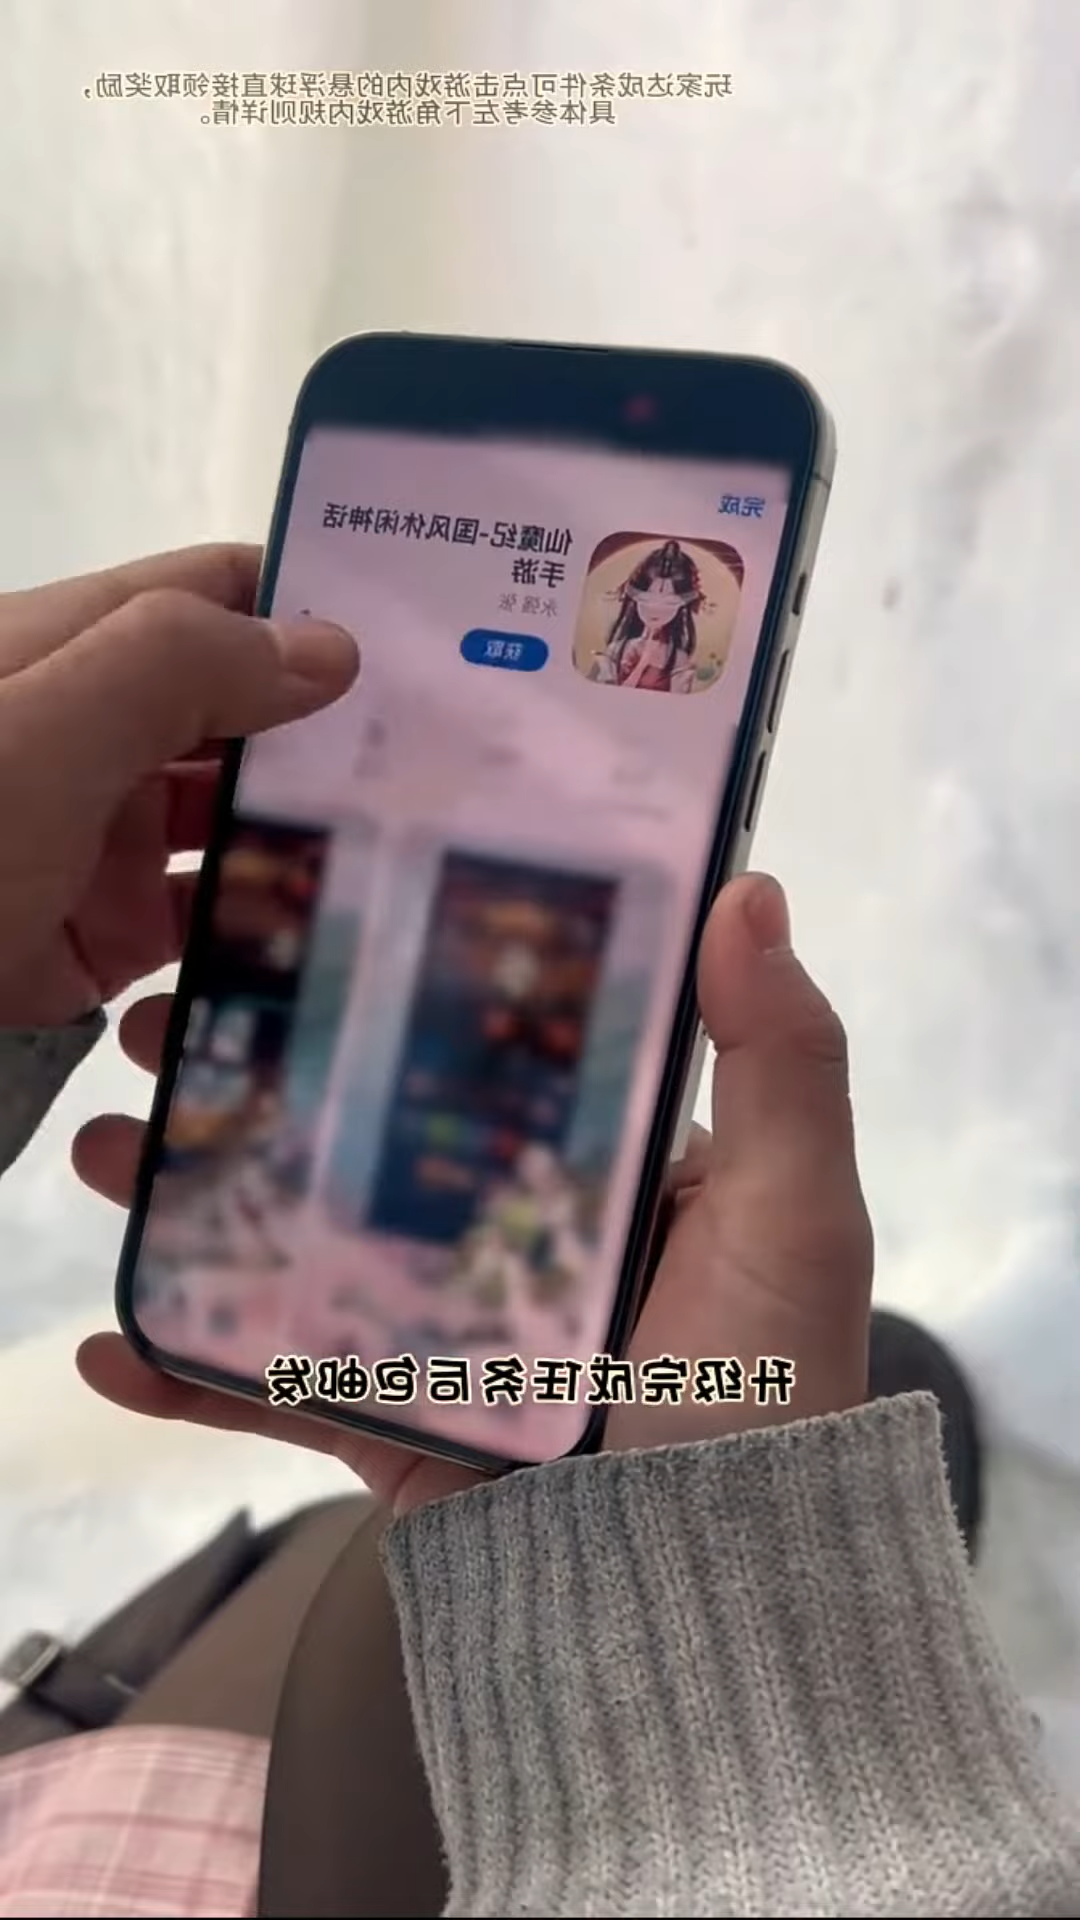 玩家达成条件可点击游戏内的悬浮球直接领取奖励，
具体参考左下角游戏内规则详情。
完成
仙魔纪-国风休闲神话
手游
永强 张
获取
升级完成任务后包邮发